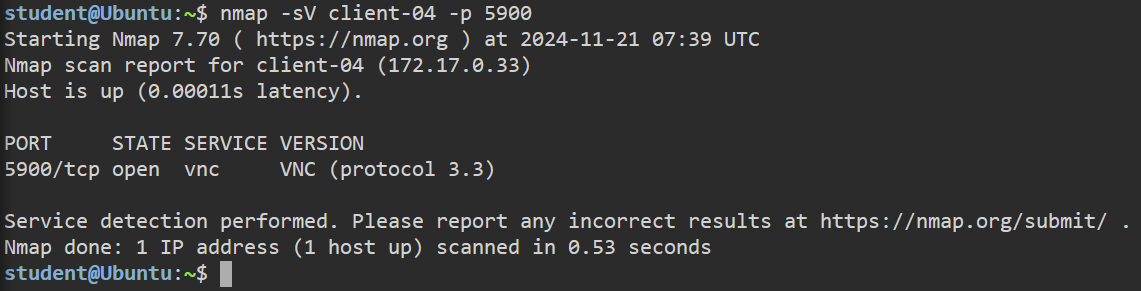 student@Ubuntu:~$ nmap -sV client-04 -p 5900
Starting Nmap 7.70 ( https://nmap.org ) at 2024-11-21 07:39 UTC
Nmap scan report for client-04 (172.17.0.33)
Host is up (0.00011s latency).

PORT     STATE SERVICE VERSION
5900/tcp open  vnc     VNC (protocol 3.3)

Service detection performed. Please report any incorrect results at https://nmap.org/submit/ .
Nmap done: 1 IP address (1 host up) scanned in 0.53 seconds
student@Ubuntu:~$